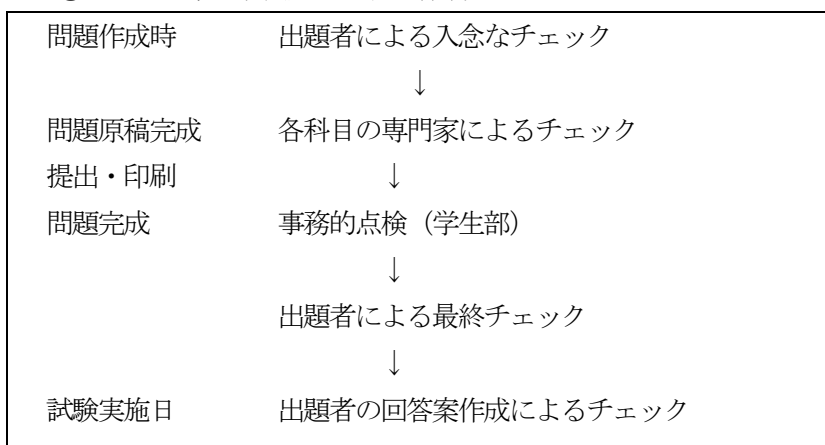 問題作成時 出題者による入念なチェック
↓
問題原稿完成 各科目の専門家によるチェック
提出・印刷 ↓
問題完成 事務的点検（学生部）
↓
出題者による最終チェック
↓
試験実施日 出題者の回答案作成によるチェック